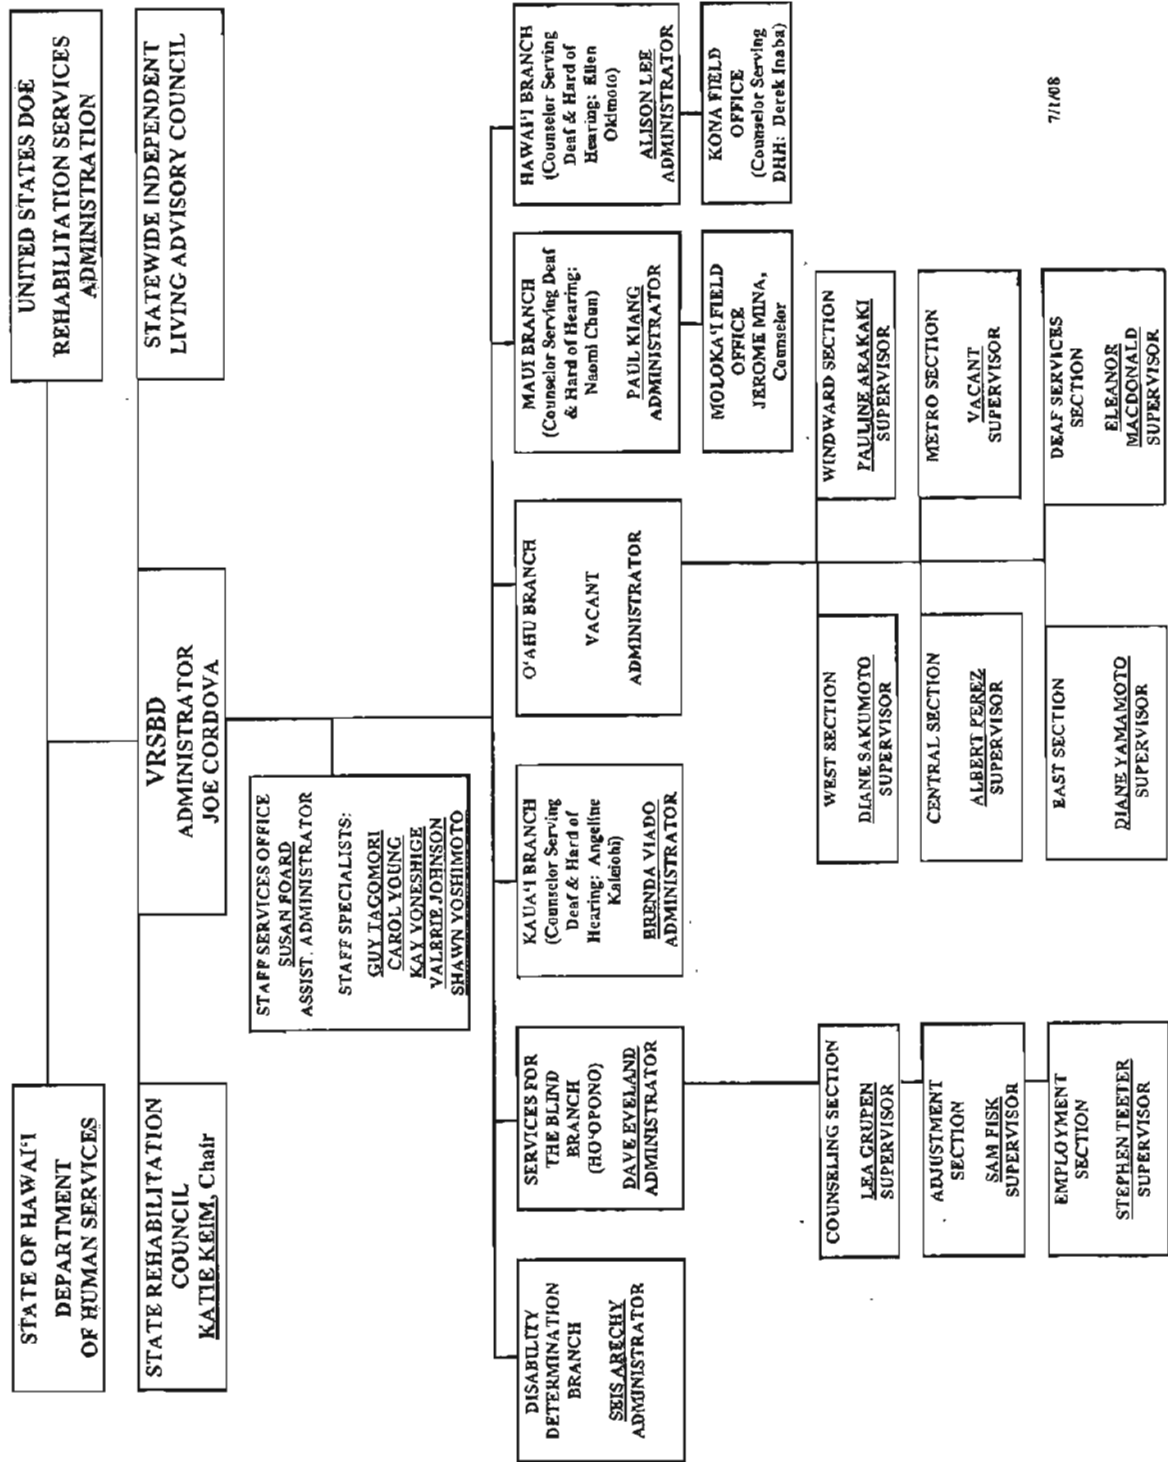 STATE OF HAWAI‘I
DEPARTMENT
OF HUMAN SERVICES
UNITED STATES DOE
REHABILITATION SERVICES
ADMINISTRATION
STATE REHABILITATION
COUNCIL
KATIE KEIM, Chair
VRSBD
ADMINISTRATOR
JOE CORDOVA
STATEWIDE INDEPENDENT
LIVING ADVISORY COUNCIL
STAFF SERVICES OFFICE
SUSAN FOARD
ASSIST. ADMINISTRATOR
STAFF SPECIALISTS:
GUY TAGOMORI
CAROL YOUNG
KAY YONESHIGE
VALERIE JOHNSON
SHAWN YOSHIMOTO
DISABILITY
DETERMINATION
BRANCH
SEIS ARECHY
ADMINISTRATOR
SERVICES FOR
THE BLIND
BRANCH
(HO‘OPONO)
DAVE EVELAND
ADMINISTRATOR
KAUA‘I BRANCH
(Counselor Serving
Deaf & Hard of
Hearing: Angeline
Kaleiohi)
BRENDA VIADO
ADMINISTRATOR
O‘AHU BRANCH
VACANT
ADMINISTRATOR
MAUI BRANCH
(Counselor Serving Deaf
& Hard of Hearing:
Naomi Chun)
PAUL KIANG
ADMINISTRATOR
HAWAI‘I BRANCH
(Counselor Serving
Deaf & Hard of
Hearing: Ellen
Okimoto)
ALISON LEE
ADMINISTRATOR
MOLOKA‘I FIELD
OFFICE
JEROME MINA,
Counselor
KONA FIELD
OFFICE
(Counselor Serving
DHH: Derek Inaba)
COUNSELING SECTION
LEA GRUPEN
SUPERVISOR
ADJUSTMENT
SECTION
SAM FISK
SUPERVISOR
EMPLOYMENT
SECTION
STEPHEN TEETER
SUPERVISOR
WEST SECTION
DIANE SAKUMOTO
SUPERVISOR
WINDWARD SECTION
PAULINE ARAKAKI
SUPERVISOR
CENTRAL SECTION
ALBERT PEREZ
SUPERVISOR
METRO SECTION
VACANT
SUPERVISOR
EAST SECTION
DIANE YAMAMOTO
SUPERVISOR
DEAF SERVICES
SECTION
ELEANOR
MACDONALD
SUPERVISOR
7/1/08